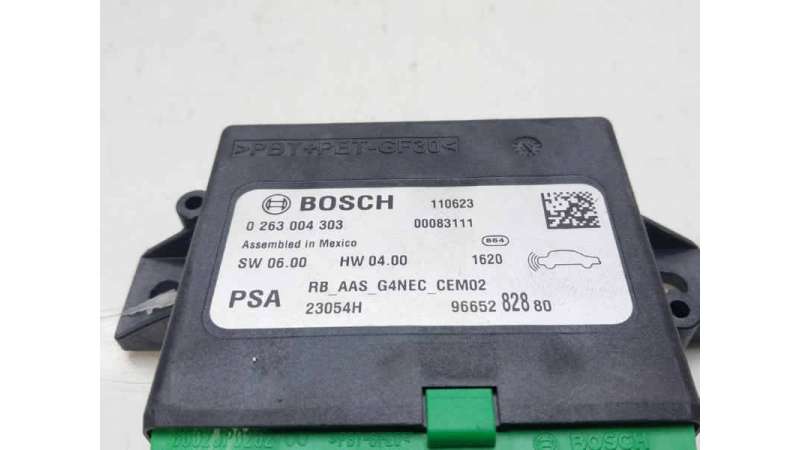 >PBT+PET-GF30<
BOSCH 110623
0 263 004 303 00083111
Assembled in Mexico 864
SW 06.00 HW 04.00 1620
RB_AAS_G4NEC_CEM02
PSA 23054H 96652 828 80
BOSCH